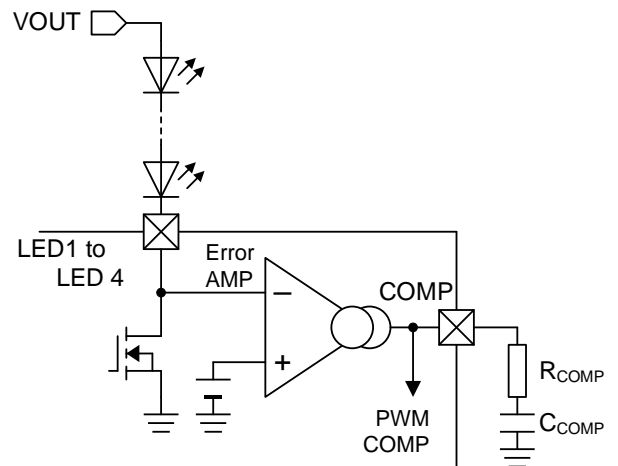 VOUT
LED1 to
LED 4
Error
AMP
COMP
−
+
PWM
COMP
RCOMP
CCOMP